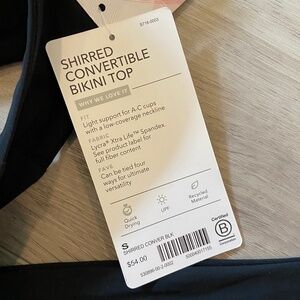 SHIRRED
CONVERTIBLE
BIKINI TOP
WHY WE LOVE IT
FIT
Light support for A-C cups
with a low-coverage neckline
FABRIC
Lycra® Xtra Life™ Spandex.
See product label for
full fiber content
FAVE
Can be tied four
ways for ultimate
versatility
Quick
Drying
UPF
Recycled
Material
S
SHIRRED CONVER BLK
$54.00
Certified
B
Corporation